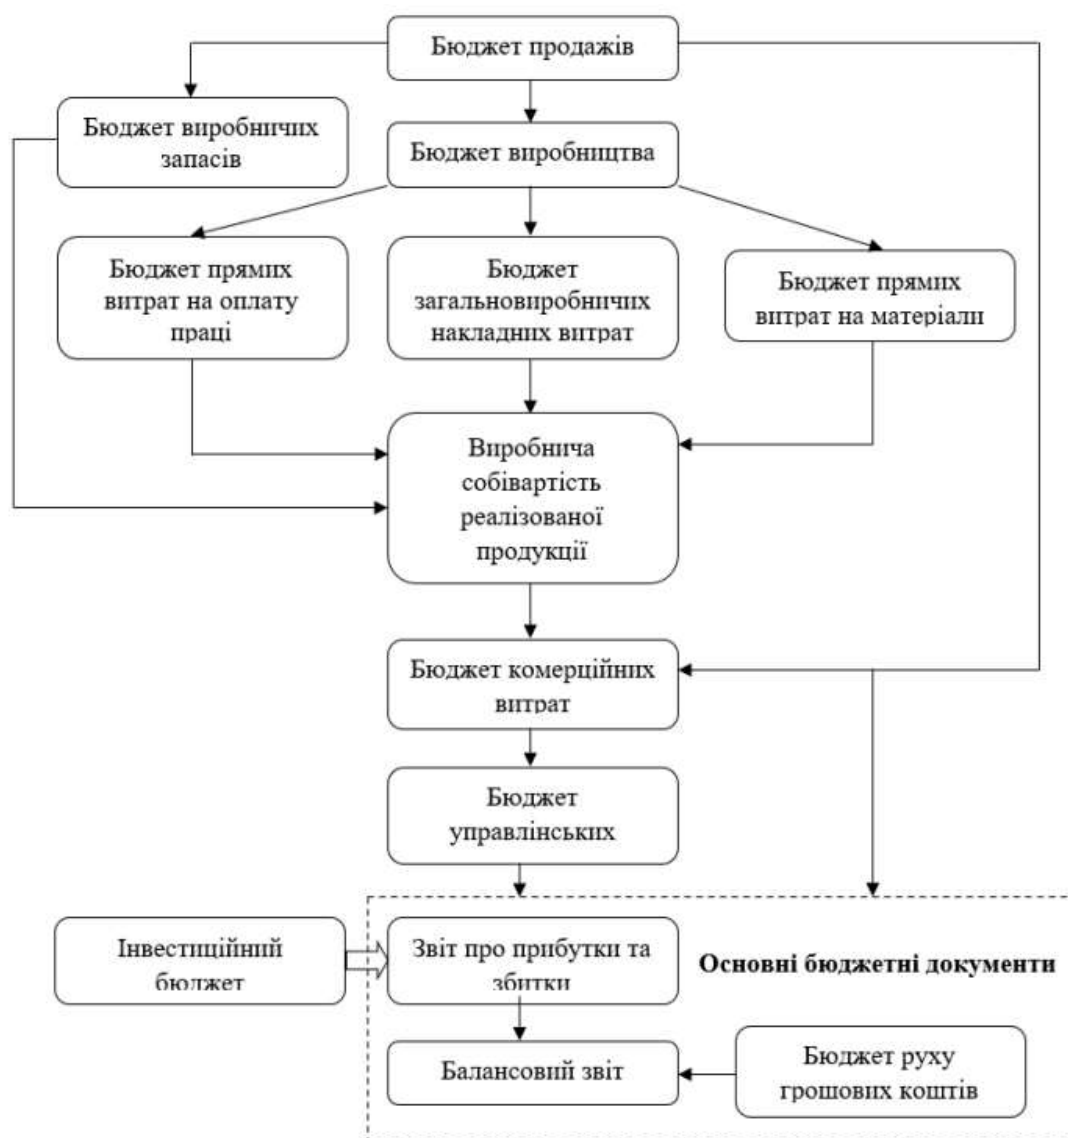 Бюджет продажів
Бюджет виробничих
запасів
Бюджет виробництва
Бюджет прямих
витрат на оплату
праці
Бюджет
загальновиробничих
накладних витрат
Бюджет прямих
витрат на матеріали
Виробнича
собівартість
реалізованої
продукції
Бюджет комерційних
витрат
Бюджет
управлінських
Інвестиційний
бюджет
Звіт про прибутки та
збитки
Основні бюджетні документи
Балансовий звіт
Бюджет руху
грошових коштів